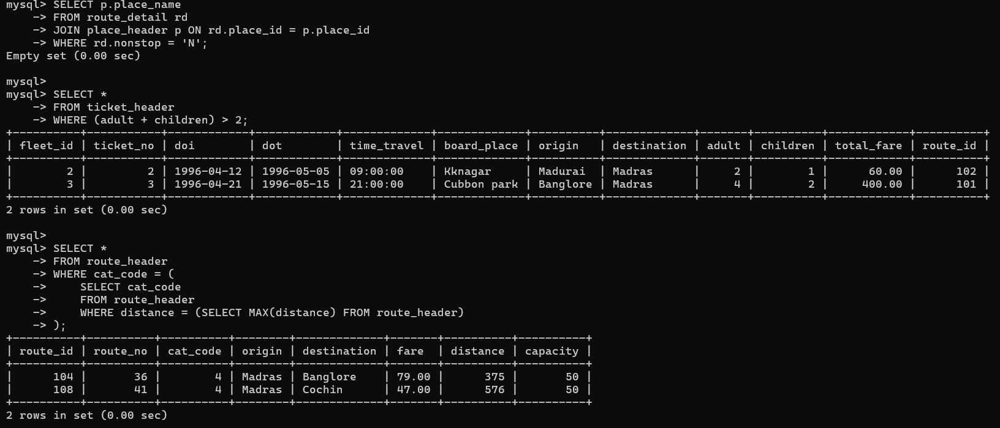 mysql> SELECT p.place_name
    -> FROM route_detail rd
    -> JOIN place_header p ON rd.place_id = p.place_id
    -> WHERE rd.nonstop = 'N';
Empty set (0.00 sec)

mysql>
mysql> SELECT *
    -> FROM ticket_header
    -> WHERE (adult + children) > 2;
+----------+-----------+------------+------------+-------------+-------------+----------+-------------+-------+----------+------------+----------+
| fleet_id | ticket_no | doi        | dot        | time_travel | board_place | origin   | destination | adult | children | total_fare | route_id |
+----------+-----------+------------+------------+-------------+-------------+----------+-------------+-------+----------+------------+----------+
|        2 |         2 | 1996-04-12 | 1996-05-05 | 09:00:00    | Kknagar     | Madurai  | Madras      |     2 |        1 |      60.00 |      102 |
|        3 |         3 | 1996-04-21 | 1996-05-15 | 21:00:00    | Cubbon park | Banglore | Madras      |     4 |        2 |     400.00 |      101 |
+----------+-----------+------------+------------+-------------+-------------+----------+-------------+-------+----------+------------+----------+
2 rows in set (0.00 sec)

mysql>
mysql> SELECT *
    -> FROM route_header
    -> WHERE cat_code = (
    ->     SELECT cat_code
    ->     FROM route_header
    ->     WHERE distance = (SELECT MAX(distance) FROM route_header)
    -> );
+----------+----------+----------+--------+-------------+-------+----------+----------+
| route_id | route_no | cat_code | origin | destination | fare  | distance | capacity |
+----------+----------+----------+--------+-------------+-------+----------+----------+
|      104 |       36 |        4 | Madras | Banglore    | 79.00 |      375 |       50 |
|      108 |       41 |        4 | Madras | Cochin      | 47.00 |      576 |       50 |
+----------+----------+----------+--------+-------------+-------+----------+----------+
2 rows in set (0.00 sec)